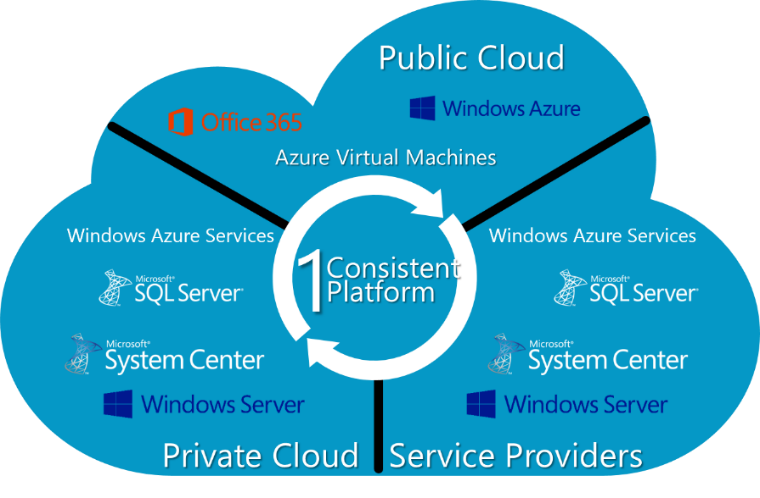 Public Cloud
Office 365
Windows Azure
Azure Virtual Machines
Windows Azure Services
Microsoft®
SQL Server®
Microsoft®
System Center
Windows Server
Private Cloud
1 Consistent
Platform
Windows Azure Services
Microsoft®
SQL Server®
Microsoft®
System Center
Windows Server
Service Providers